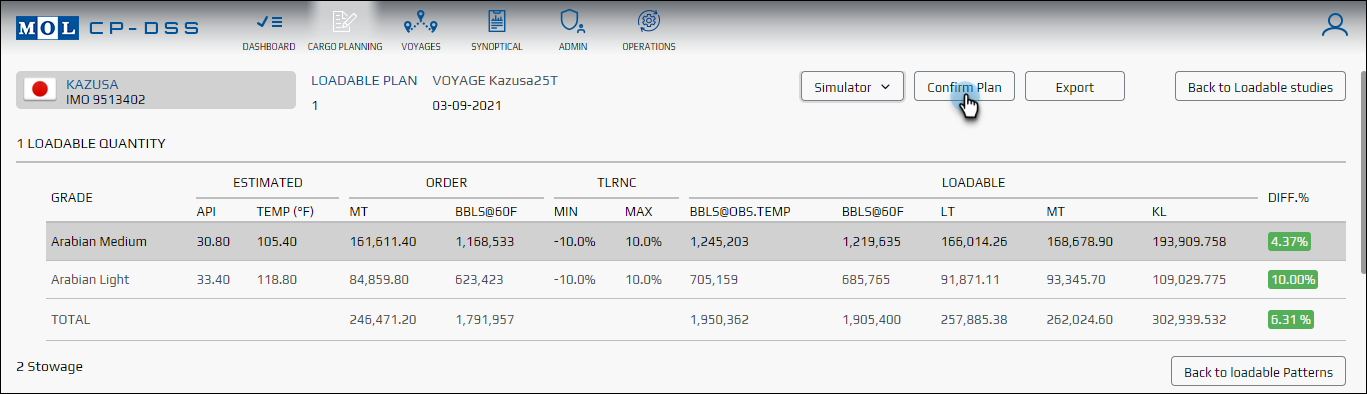 MOL CP-DSS
DASHBOARD CARGO PLANNING VOYAGES SYNOPTICAL ADMIN OPERATIONS
KAZUSA LOADABLE PLAN VOYAGE Kazusa25T Simulator Confirm Plan Export Back to Loadable studies
IMO 9513402 1 03-09-2021
1 LOADABLE QUANTITY
GRADE ESTIMATED ORDER TLRNC LOADABLE DIFF.%
API TEMP (°F) MT BBLS@60F MIN MAX BBLS@OBS.TEMP BBLS@60F LT MT KL
Arabian Medium 30.80 105.40 161,611.40 1,168,533 -10.0% 10.0% 1,245,203 1,219,635 166,014.26 168,678.90 193,909.758 4.37%
Arabian Light 33.40 118.80 84,859.80 623,423 -10.0% 10.0% 705,159 685,765 91,871.11 93,345.70 109,029.775 10.00%
TOTAL 246,471.20 1,791,957 1,950,362 1,905,400 257,885.38 262,024.60 302,939.532 6.31 %
2 Stowage Back to loadable Patterns